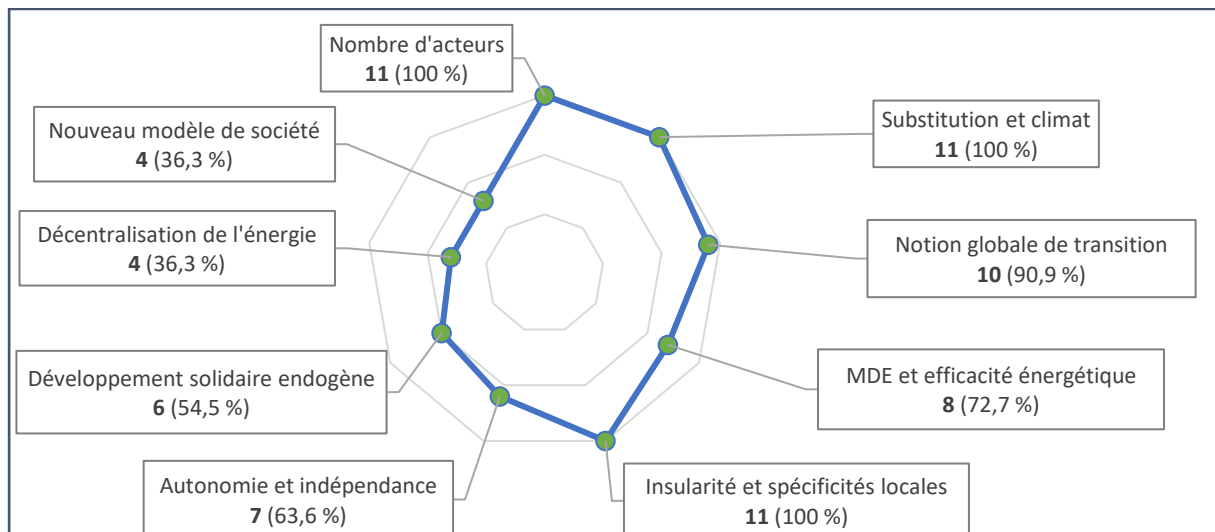 Nombre d'acteurs
11 (100 %)
Substitution et climat
11 (100 %)
Notion globale de transition
10 (90,9 %)
MDE et efficacité énergétique
8 (72,7 %)
Insularité et spécificités locales
11 (100 %)
Autonomie et indépendance
7 (63,6 %)
Développement solidaire endogène
6 (54,5 %)
Décentralisation de l'énergie
4 (36,3 %)
Nouveau modèle de société
4 (36,3 %)